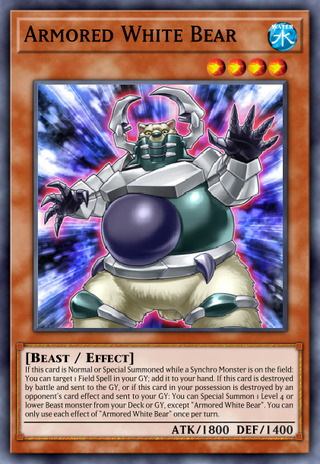 Armored White Bear
WATER
水
[Beast / Effect]
If this card is Normal or Special Summoned while a Synchro Monster is on the field:
You can target 1 Field Spell in your GY; add it to your hand. If this card is destroyed
by battle and sent to the GY, or if this card in your possession is destroyed by an
opponent's card effect and sent to your GY: You can Special Summon 1 Level 4 or
lower Beast monster from your Deck or GY, except "Armored White Bear". You can
only use each effect of "Armored White Bear" once per turn.
ATK/1800 DEF/1400